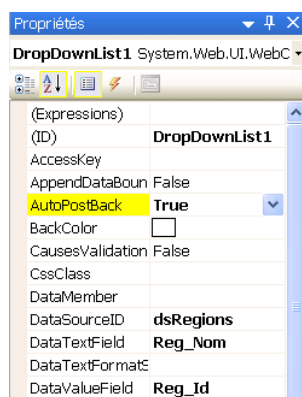 Propriétés
DropDownList1 System.Web.UI.WebC
(Expressions)
(ID) DropDownList1
AccessKey
AppendDataBoun False
AutoPostBack True
BackColor
CausesValidation False
CssClass
DataMember
DataSourceID dsRegions
DataTextField Reg_Nom
DataTextFormatS
DataValueField Reg_Id